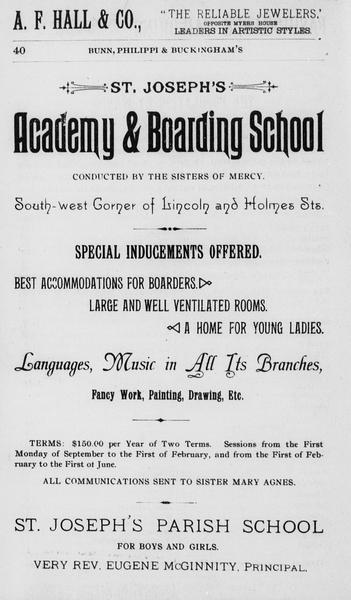 A. F. HALL & CO., "THE RELIABLE JEWELERS,"
OPPOSITE MYERS HOUSE
LEADERS IN ARTISTIC STYLES.
40 BUNN, PHILIPPI & BUCKINGHAM'S
ST. JOSEPH'S
Academy & Boarding School
CONDUCTED BY THE SISTERS OF MERCY.
South-west Corner of Lincoln and Holmes Sts.
SPECIAL INDUCEMENTS OFFERED.
BEST ACCOMMODATIONS FOR BOARDERS.
LARGE AND WELL VENTILATED ROOMS.
A HOME FOR YOUNG LADIES.
Languages, Music in All Its Branches,
Fancy Work, Painting, Drawing, Etc.
TERMS: $150.00 per Year of Two Terms. Sessions from the First
Monday of September to the First of February, and from the First of Feb-
ruary to the First of June.
ALL COMMUNICATIONS SENT TO SISTER MARY AGNES.
ST. JOSEPH'S PARISH SCHOOL
FOR BOYS AND GIRLS.
VERY REV. EUGENE McGINNITY, PRINCIPAL.